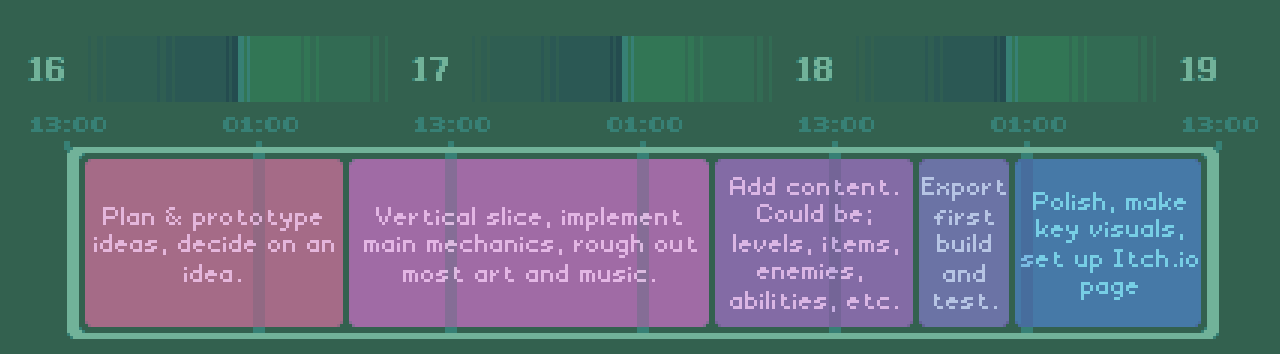 16 17 18 19
13:00 01:00 13:00 01:00 13:00 01:00 13:00
Plan & prototype
ideas, decide on an
idea.
Vertical slice, implement
main mechanics, rough out
most art and music.
Add content.
Could be;
levels, items,
enemies,
abilities, etc.
Export
first
build
and
test.
Polish, make
key visuals,
set up Itch.io
page